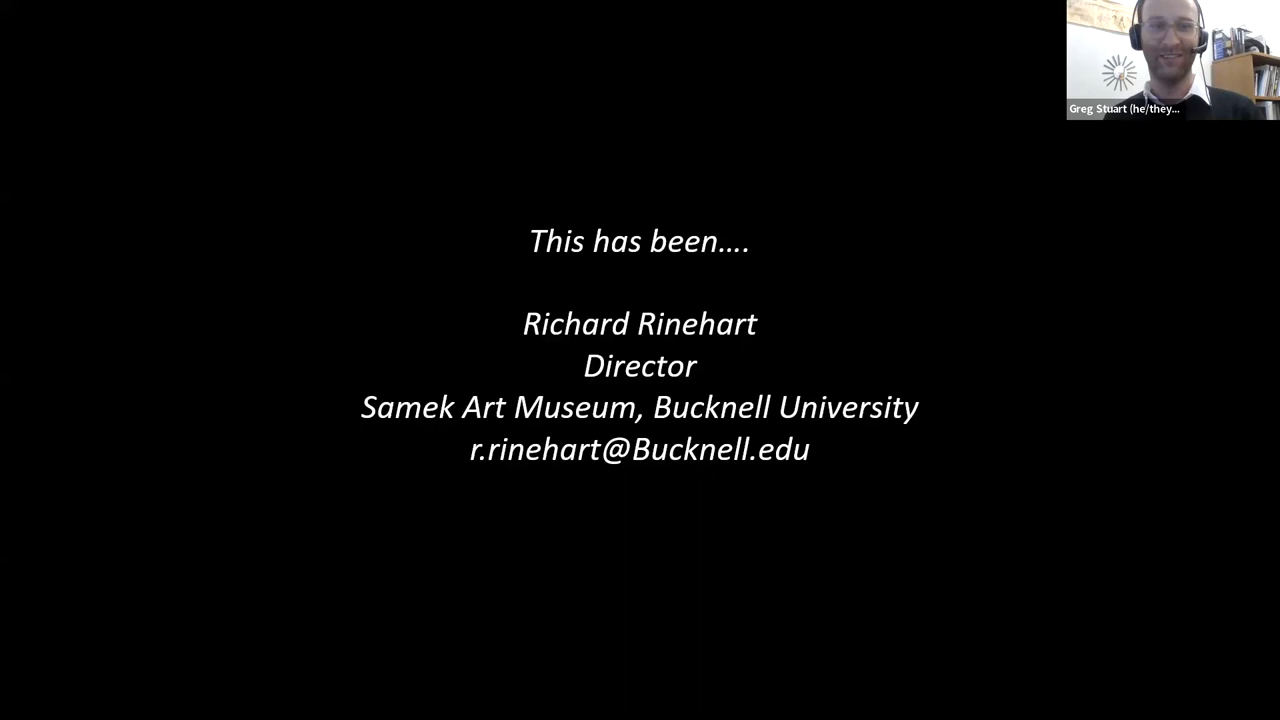 Greg Stuart (he/they...
This has been....
Richard Rinehart
Director
Samek Art Museum, Bucknell University
r.rinehart@Bucknell.edu